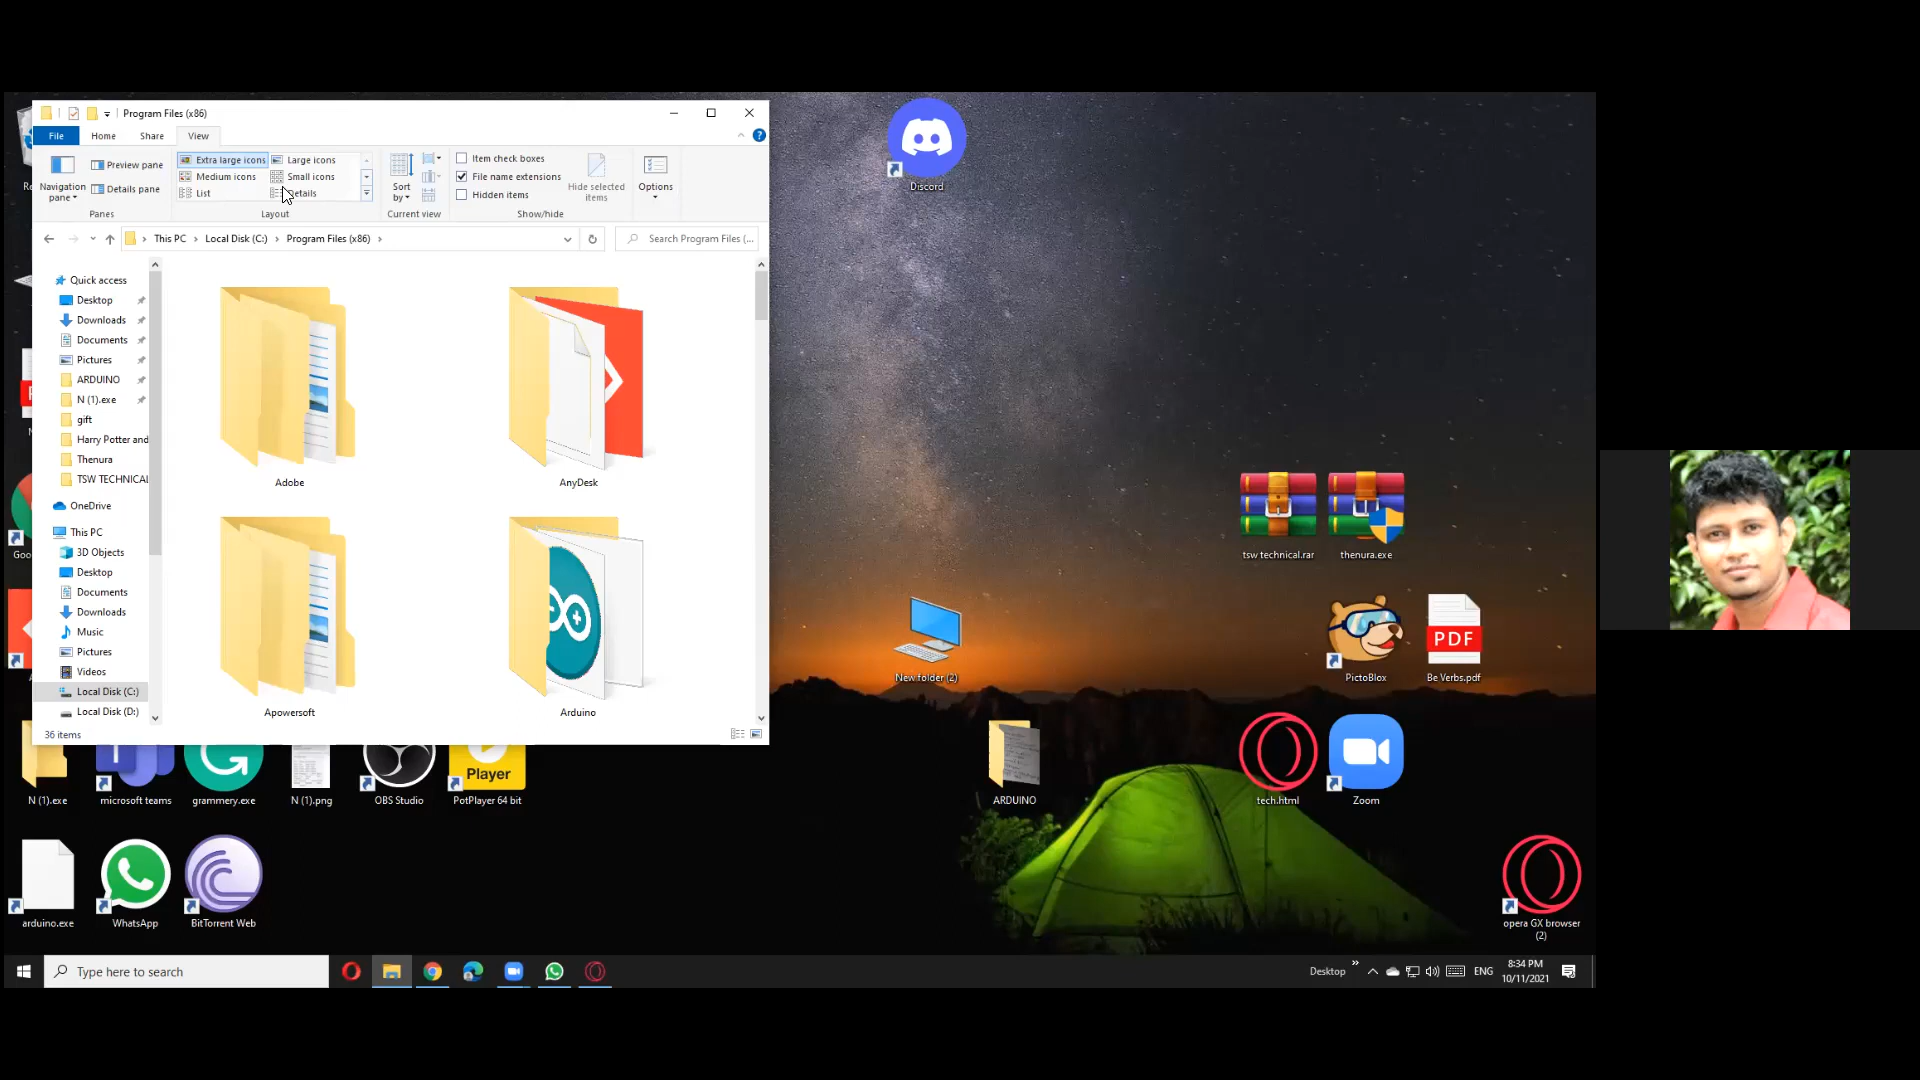 Program Files (x86)
File
Home
Share
View
Navigation
pane
Preview pane
Details pane
Panes
Extra large icons
Large icons
Medium icons
Small icons
List
Layout
Sort
by
Current view
Item check boxes
File name extensions
Hidden items
Hide selected
items
Show/hide
Options
This PC
Local Disk (C:)
Program Files (x86)
Search Program Files (...
Quick access
Desktop
Downloads
Documents
Pictures
ARDUINO
N (1).exe
gift
Harry Potter and
Thenura
TSW TECHNICAL
OneDrive
This PC
3D Objects
Desktop
Documents
Downloads
Music
Pictures
Videos
Local Disk (C:)
Local Disk (D:)
Adobe
AnyDesk
Apowersoft
Arduino
36 items
Discord
tsw technical.rar
thenura.exe
New folder (2)
PictoBlox
PDF
Be Verbs.pdf
ARDUINO
tech.html
Zoom
N (1).exe
microsoft teams
grammery.exe
N (1).png
OBS Studio
Player
PotPlayer 64 bit
arduino.exe
WhatsApp
BitTorrent Web
opera GX browser
(2)
Type here to search
Desktop
ENG
8:34 PM
10/11/2021